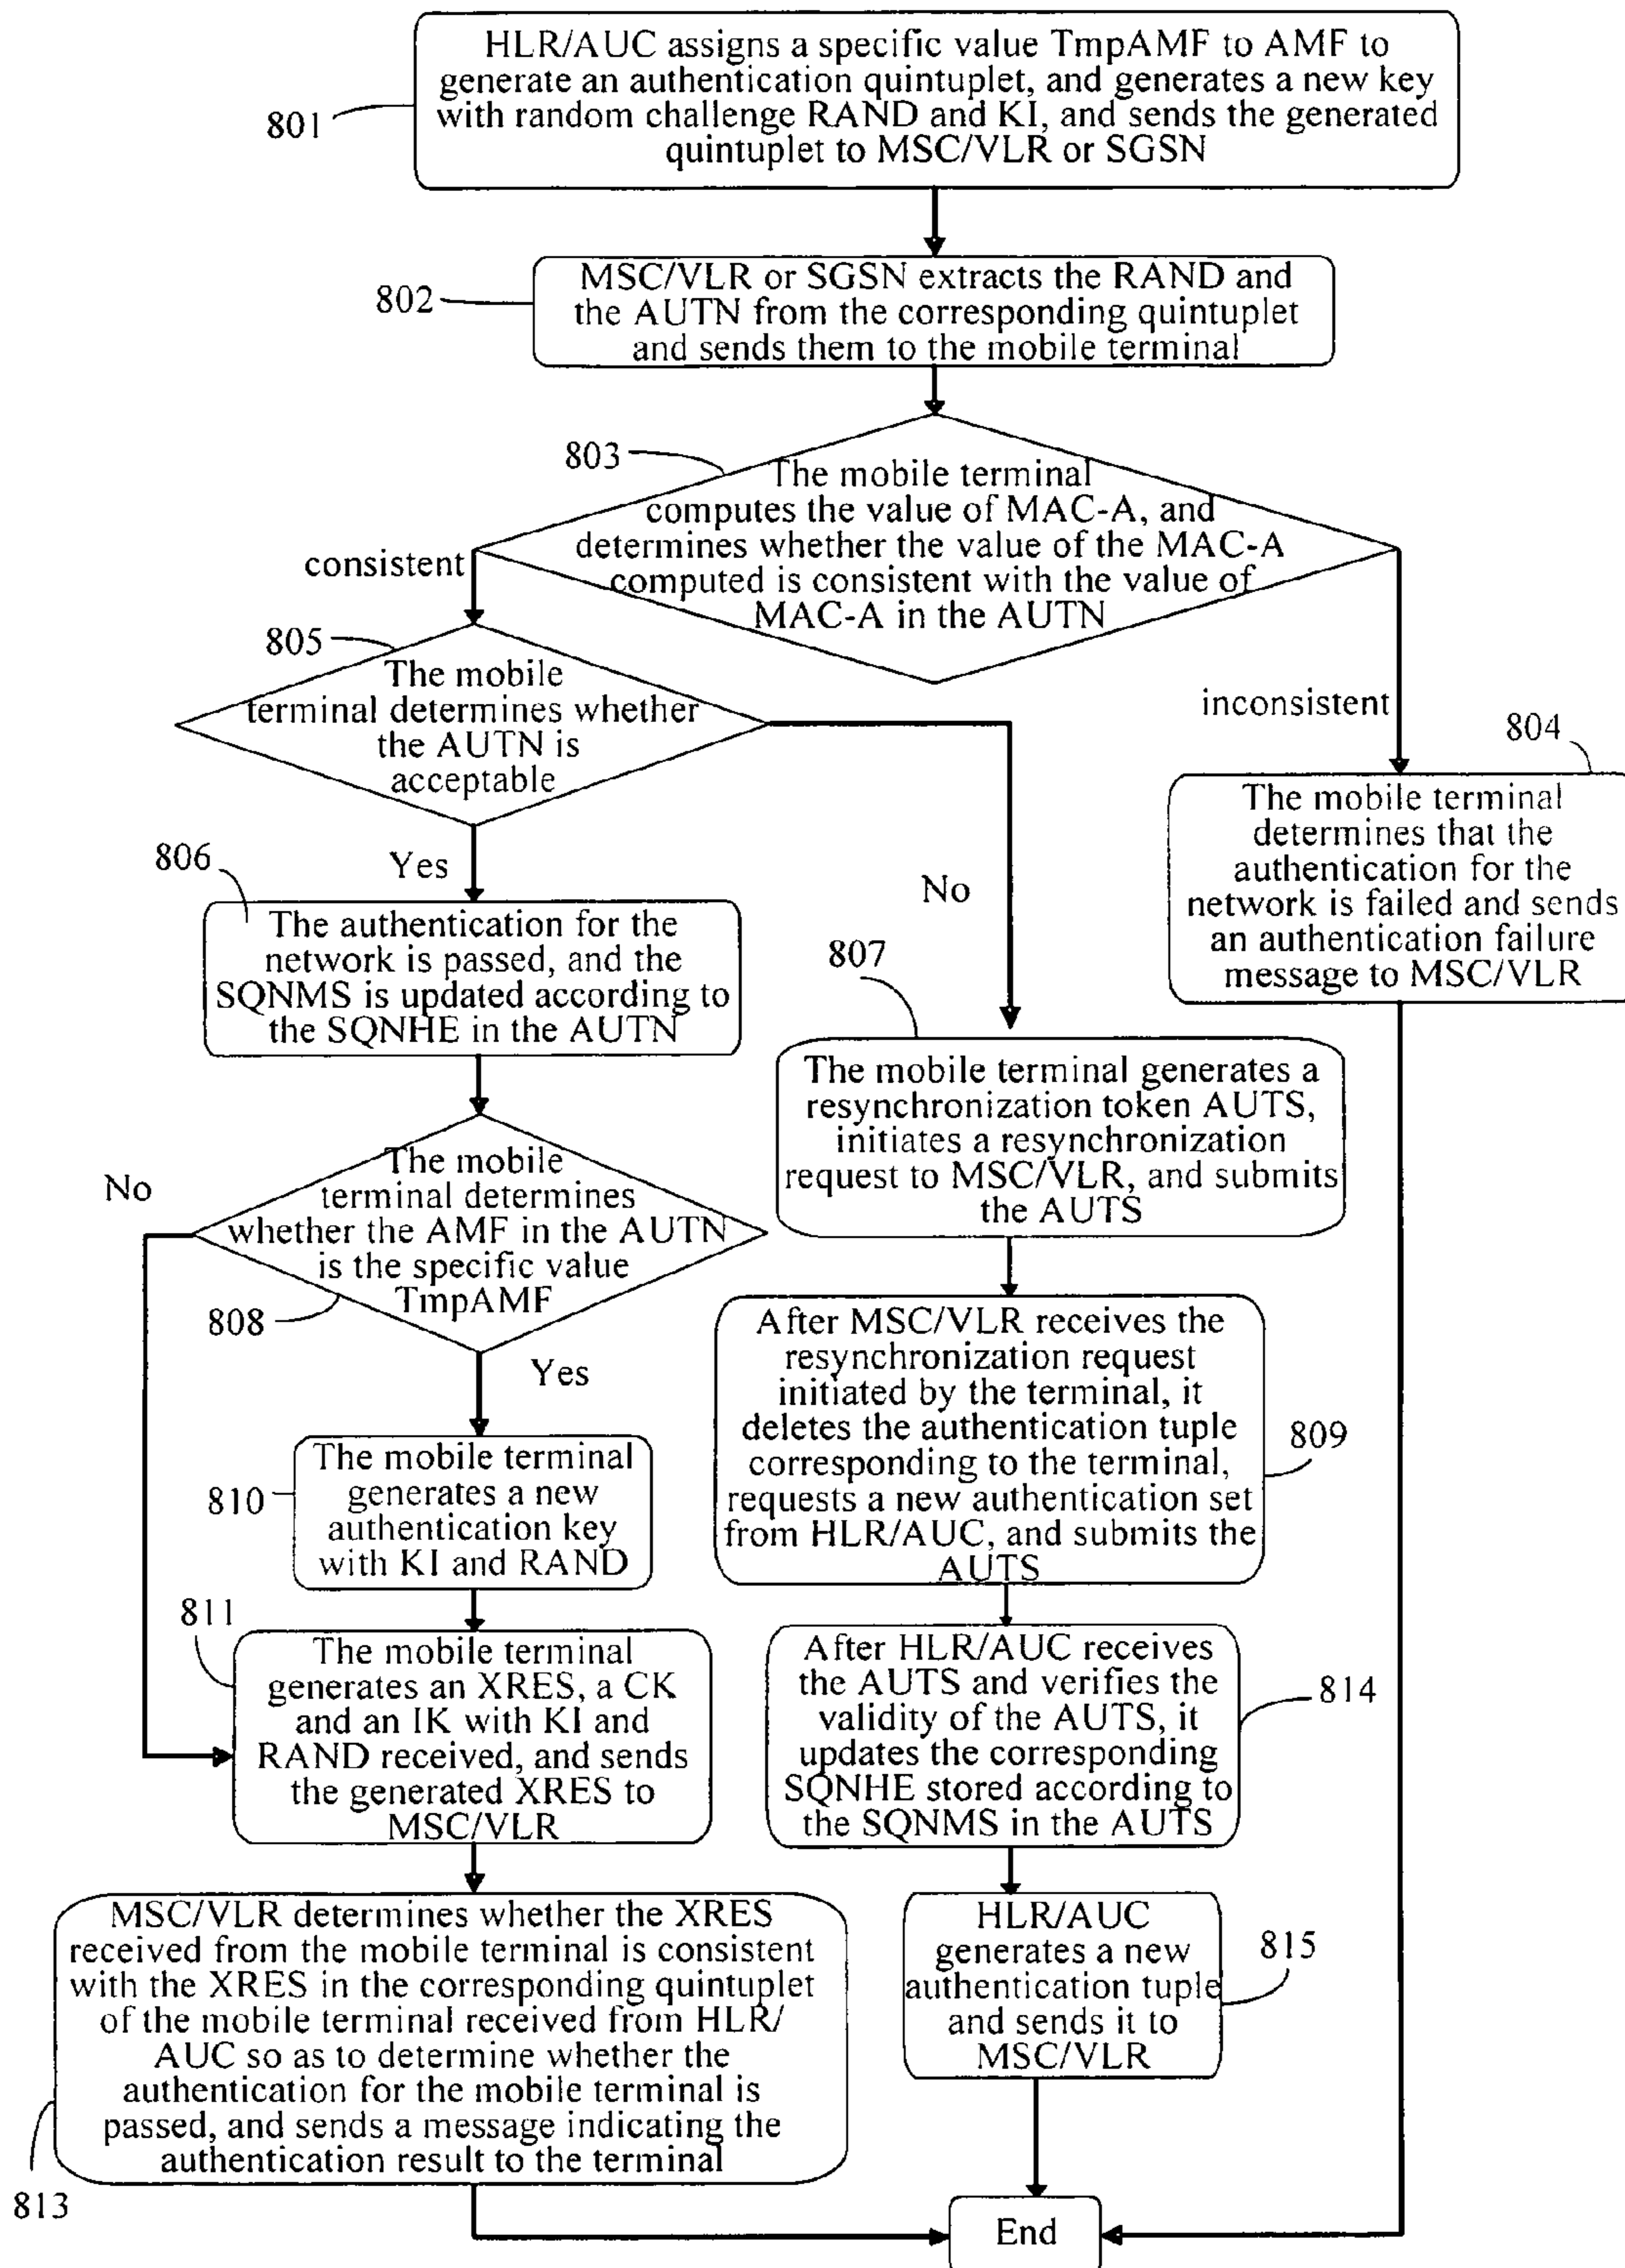 HLR/AUC assigns a specific value TmpAMF to AMF to
generate an authentication quintuplet, and generates a new key
with random challenge RAND and KI, and sends the generated
quintuplet to MSC/VLR or SGSN
801
MSC/VLR or SGSN extracts the RAND and
the AUTN from the corresponding quintuplet
and sends them to the mobile terminal
802
803
The mobile terminal
computes the value of MAC-A, and
determines whether the value of the MAC-A
computed is consistent with the value of
MAC-A in the AUTN
consistent
inconsistent
805
The mobile
terminal determines whether
the AUTN is
acceptable
804
The mobile terminal
determines that the
authentication for the
network is failed and sends
an authentication failure
message to MSC/VLR
Yes
No
806
The authentication for the
network is passed, and the
SQNMS is updated according to
the SQNHE in the AUTN
807
The mobile terminal generates a
resynchronization token AUTS,
initiates a resynchronization
request to MSC/VLR, and submits
the AUTS
The mobile
terminal determines
whether the AMF in the AUTN
is the specific value
TmpAMF
808
No
Yes
After MSC/VLR receives the
resynchronization request
initiated by the terminal, it
deletes the authentication tuple
corresponding to the terminal,
requests a new authentication set
from HLR/AUC, and submits the
AUTS
809
The mobile terminal
generates a new
authentication key
with KI and RAND
810
811
The mobile terminal
generates an XRES, a CK
and an IK with KI and
RAND received, and sends
the generated XRES to
MSC/VLR
After HLR/AUC receives
the AUTS and verifies the
validity of the AUTS, it
updates the corresponding
SQNHE stored according to
the SQNMS in the AUTS
814
MSC/VLR determines whether the XRES
received from the mobile terminal is consistent
with the XRES in the corresponding quintuplet
of the mobile terminal received from HLR/
AUC so as to determine whether the
authentication for the mobile terminal is
passed, and sends a message indicating the
authentication result to the terminal
813
HLR/AUC
generates a new
authentication tuple
and sends it to
MSC/VLR
815
End